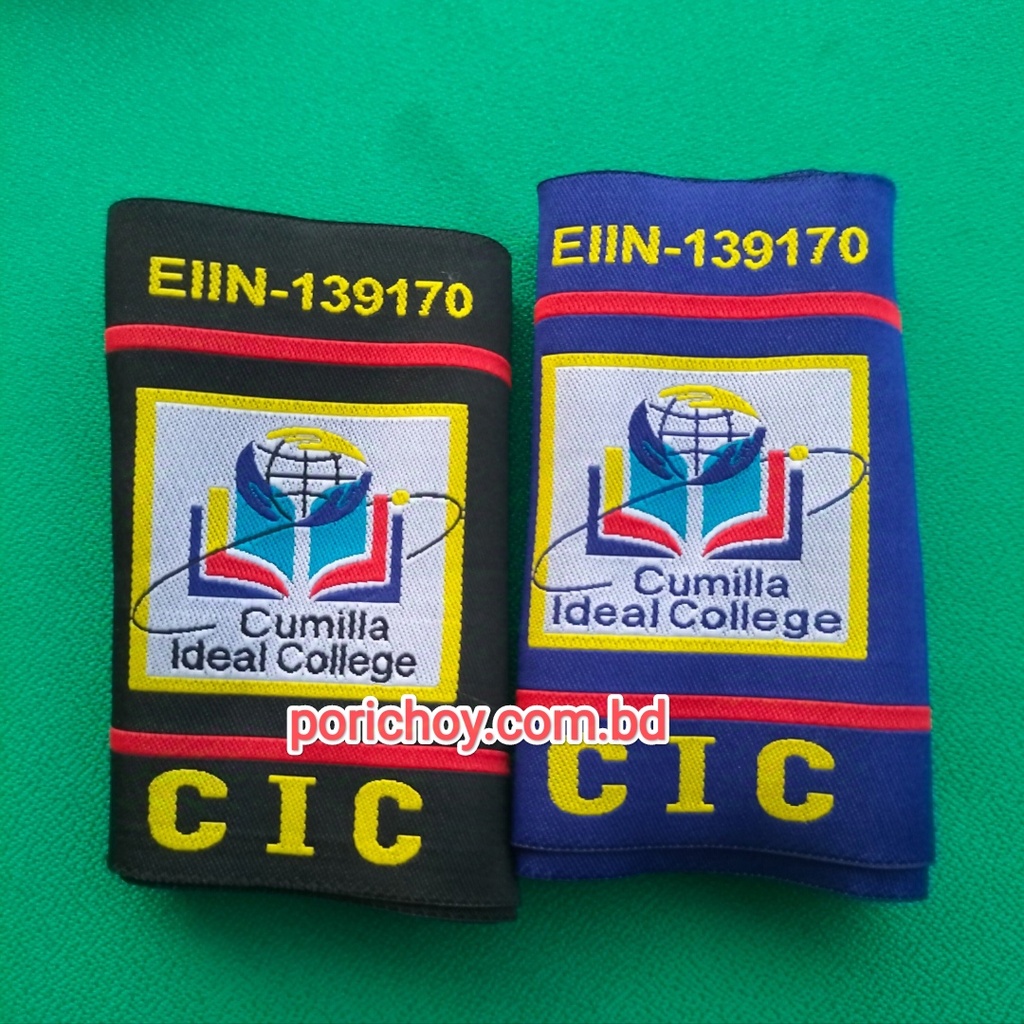 EIIN-139170
Cumilla
Ideal College
CIC
EIIN-139170
Cumilla
Ideal College
CIC
porichoy.com.bd